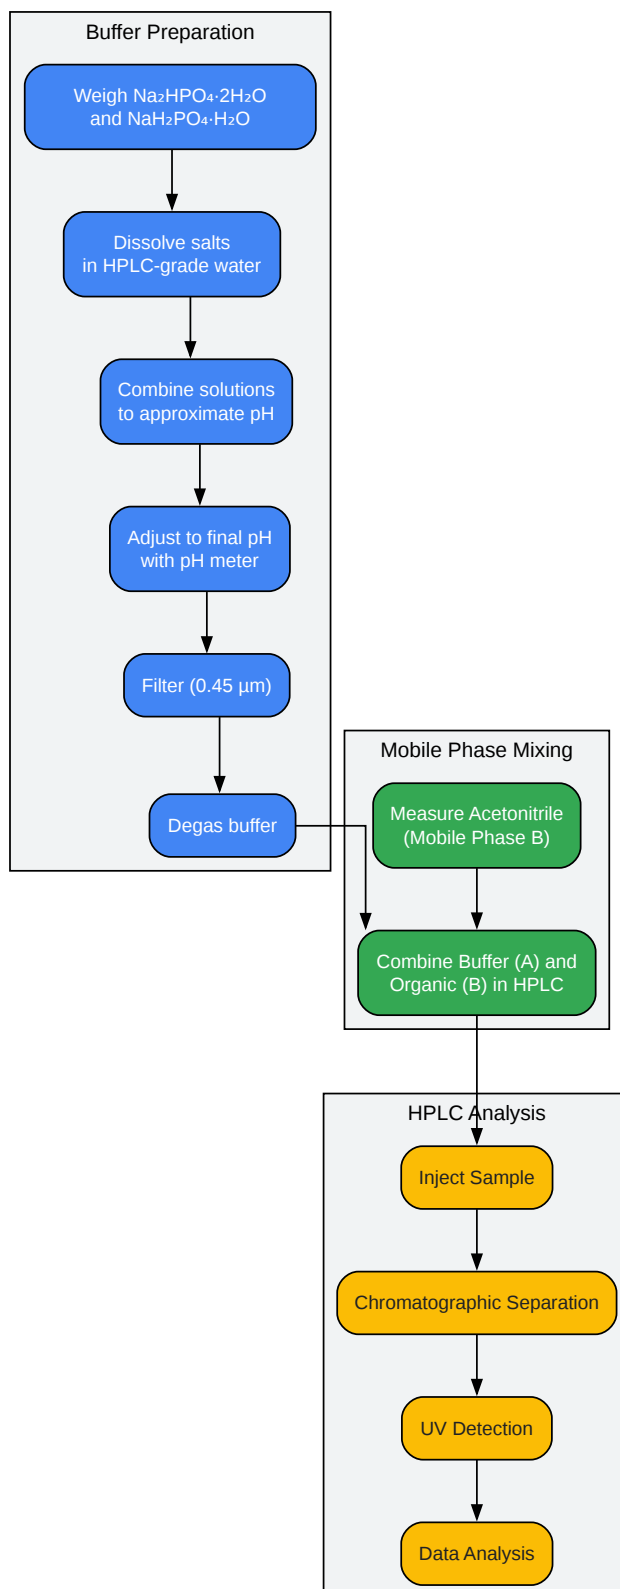 Buffer Preparation
Weigh Na₂HPO₄·2H₂O
and NaH₂PO₄·H₂O
Dissolve salts
in HPLC-grade water
Combine solutions
to approximate pH
Adjust to final pH
with pH meter
Filter (0.45 µm)
Degas buffer
Mobile Phase Mixing
Measure Acetonitrile
(Mobile Phase B)
Combine Buffer (A) and
Organic (B) in HPLC
HPLC Analysis
Inject Sample
Chromatographic Separation
UV Detection
Data Analysis